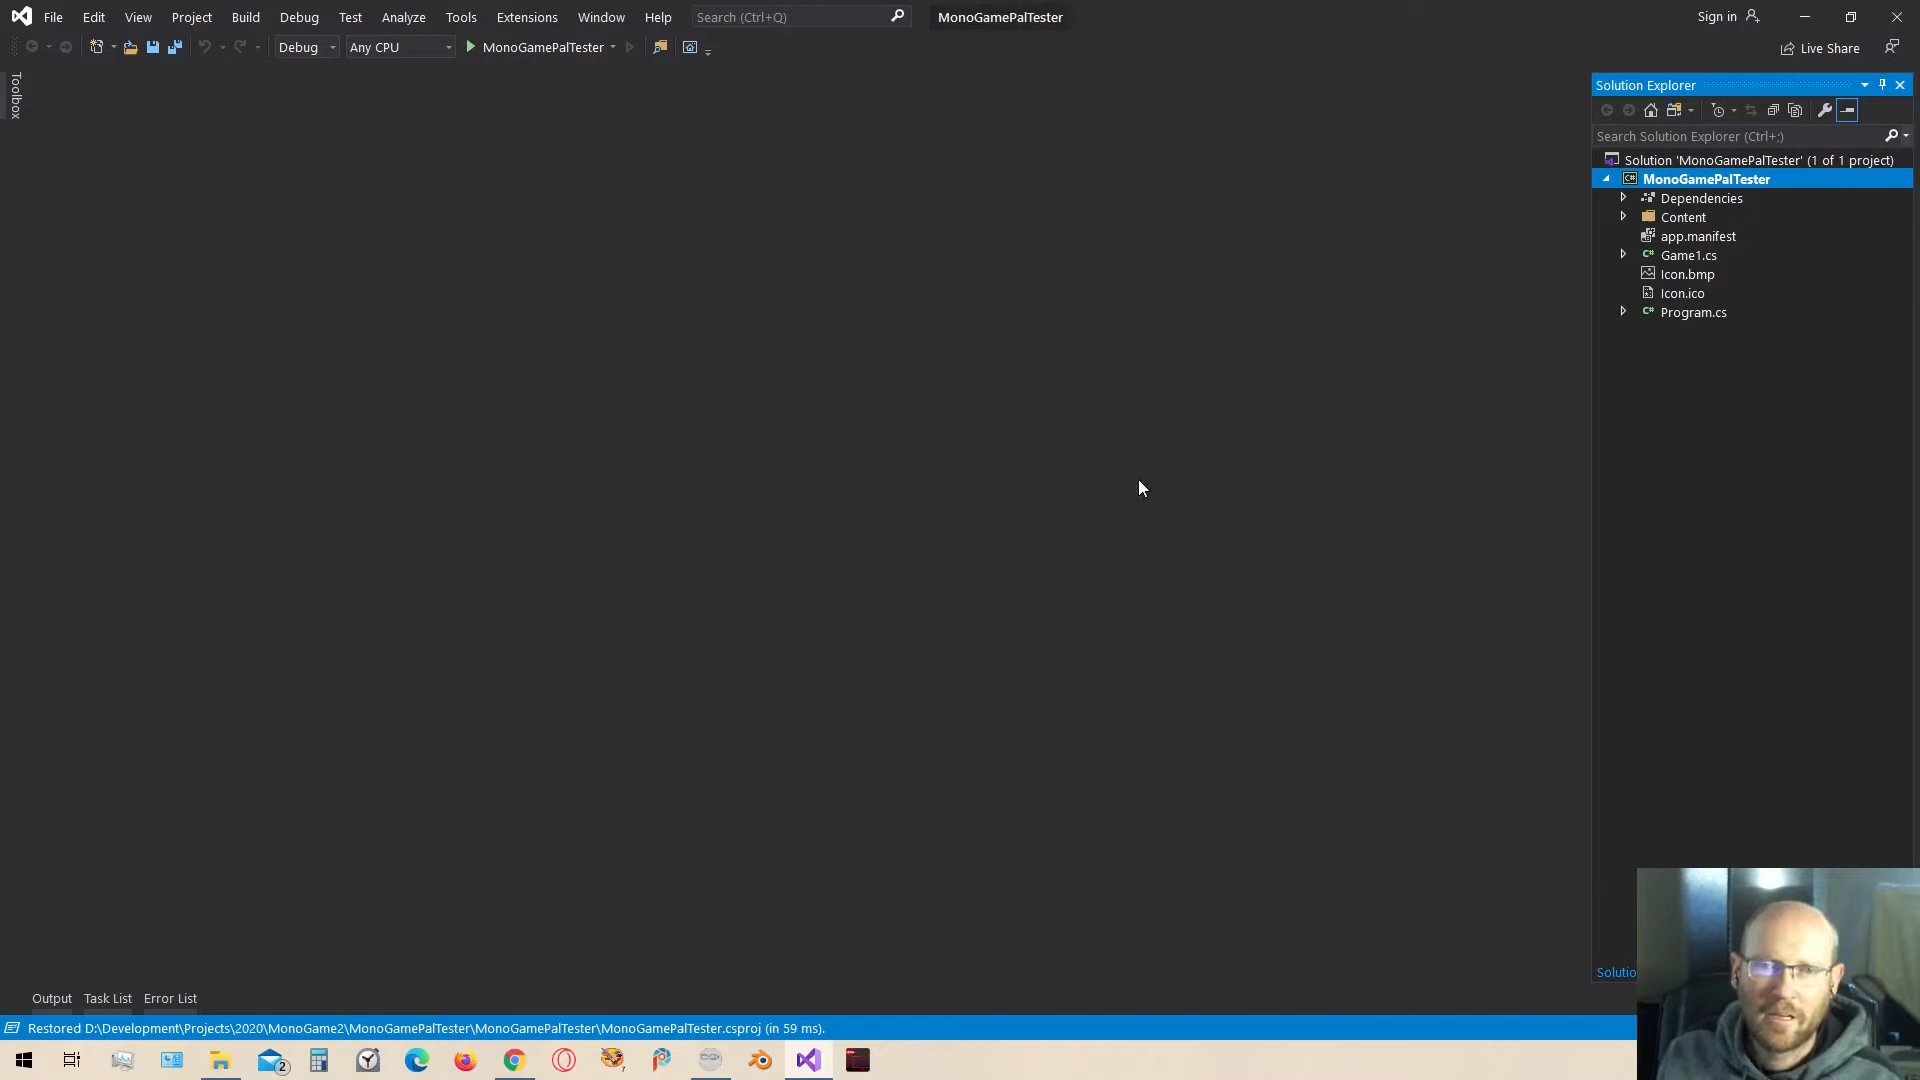 File Edit View Project Build Debug Test Analyze Tools Extensions Window Help Search (Ctrl+Q) MonoGamePalTester Sign in
Debug Any CPU MonoGamePalTester Live Share
Toolbox
Solution Explorer
Search Solution Explorer (Ctrl+;)
Solution 'MonoGamePalTester' (1 of 1 project)
MonoGamePalTester
Dependencies
Content
app.manifest
Game1.cs
Icon.bmp
Icon.ico
Program.cs
Solutio
Output Task List Error List
Restored D:\Development\Projects\2020\MonoGame2\MonoGamePalTester\MonoGamePalTester\MonoGamePalTester.csproj (in 59 ms).
2